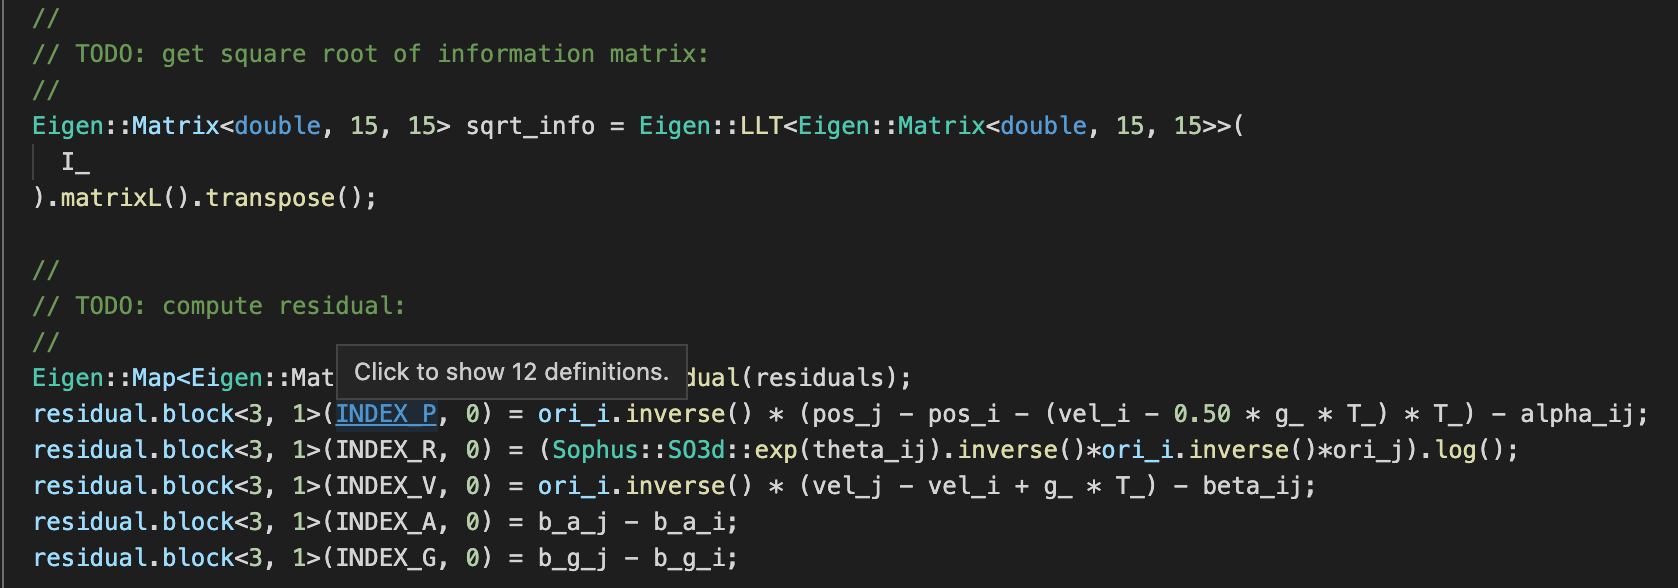 //
// TODO: get square root of information matrix:
//
Eigen::Matrix<double, 15, 15> sqrt_info = Eigen::LLT<Eigen::Matrix<double, 15, 15>>(
  I_
).matrixL().transpose();
//
// TODO: compute residual:
//
Click to show 12 definitions.
Eigen::Map<Eigen::Mat dual(residuals);
residual.block<3, 1>(INDEX_P, 0) = ori_i.inverse() * (pos_j - pos_i - (vel_i - 0.50 * g_ * T_) * T_) - alpha_ij;
residual.block<3, 1>(INDEX_R, 0) = (Sophus::SO3d::exp(theta_ij).inverse()*ori_i.inverse()*ori_j).log();
residual.block<3, 1>(INDEX_V, 0) = ori_i.inverse() * (vel_j - vel_i + g_ * T_) - beta_ij;
residual.block<3, 1>(INDEX_A, 0) = b_a_j - b_a_i;
residual.block<3, 1>(INDEX_G, 0) = b_g_j - b_g_i;